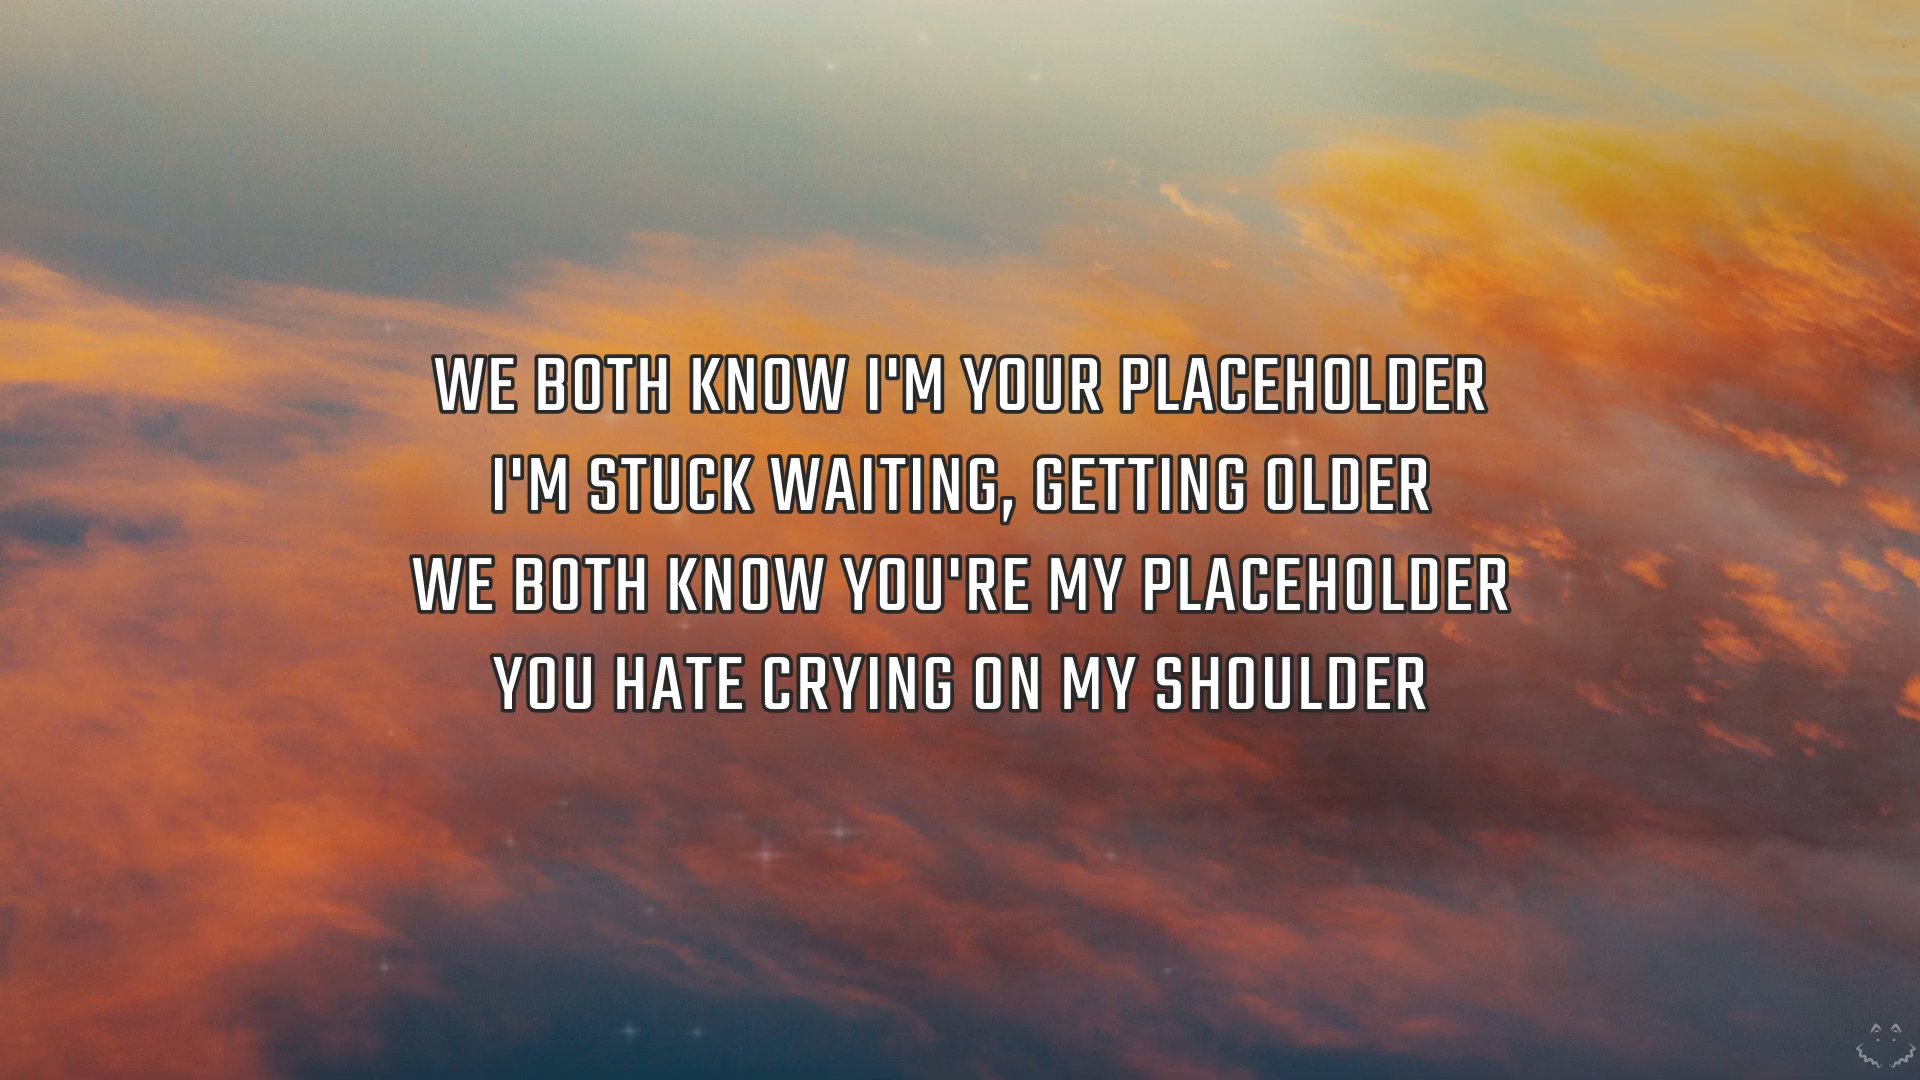 WE BOTH KNOW I'M YOUR PLACEHOLDER
I'M STUCK WAITING, GETTING OLDER
WE BOTH KNOW YOU'RE MY PLACEHOLDER
YOU HATE CRYING ON MY SHOULDER